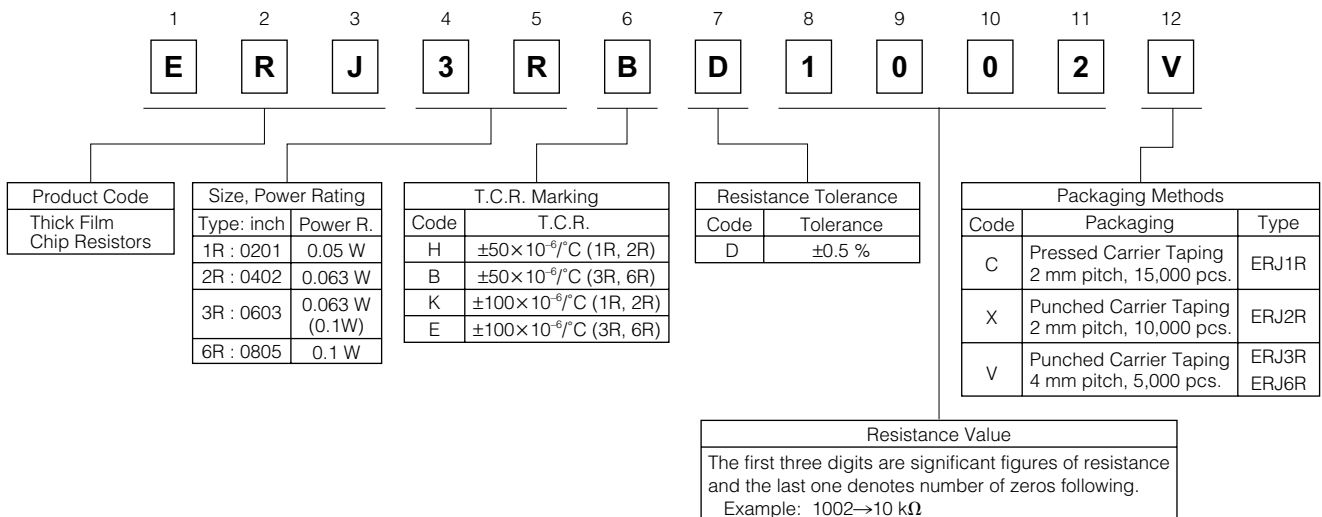 1 2 3 4 5 6 7 8 9 10 11 12
E R J 3 R B D 1 0 0 2 V
Product Code
Thick Film
Chip Resistors
Size, Power Rating
Type: inch Power R.
1R : 0201 0.05 W
2R : 0402 0.063 W
3R : 0603 0.063 W
(0.1W)
6R : 0805 0.1 W
T.C.R. Marking
Code T.C.R.
H ±50×10⁻⁶/°C (1R, 2R)
B ±50×10⁻⁶/°C (3R, 6R)
K ±100×10⁻⁶/°C (1R, 2R)
E ±100×10⁻⁶/°C (3R, 6R)
Resistance Tolerance
Code Tolerance
D ±0.5 %
Packaging Methods
Code Packaging Type
C Pressed Carrier Taping
2 mm pitch, 15,000 pcs. ERJ1R
X Punched Carrier Taping
2 mm pitch, 10,000 pcs. ERJ2R
V Punched Carrier Taping ERJ3R
4 mm pitch, 5,000 pcs. ERJ6R
Resistance Value
The first three digits are significant figures of resistance
and the last one denotes number of zeros following.
Example: 1002→10 kΩ